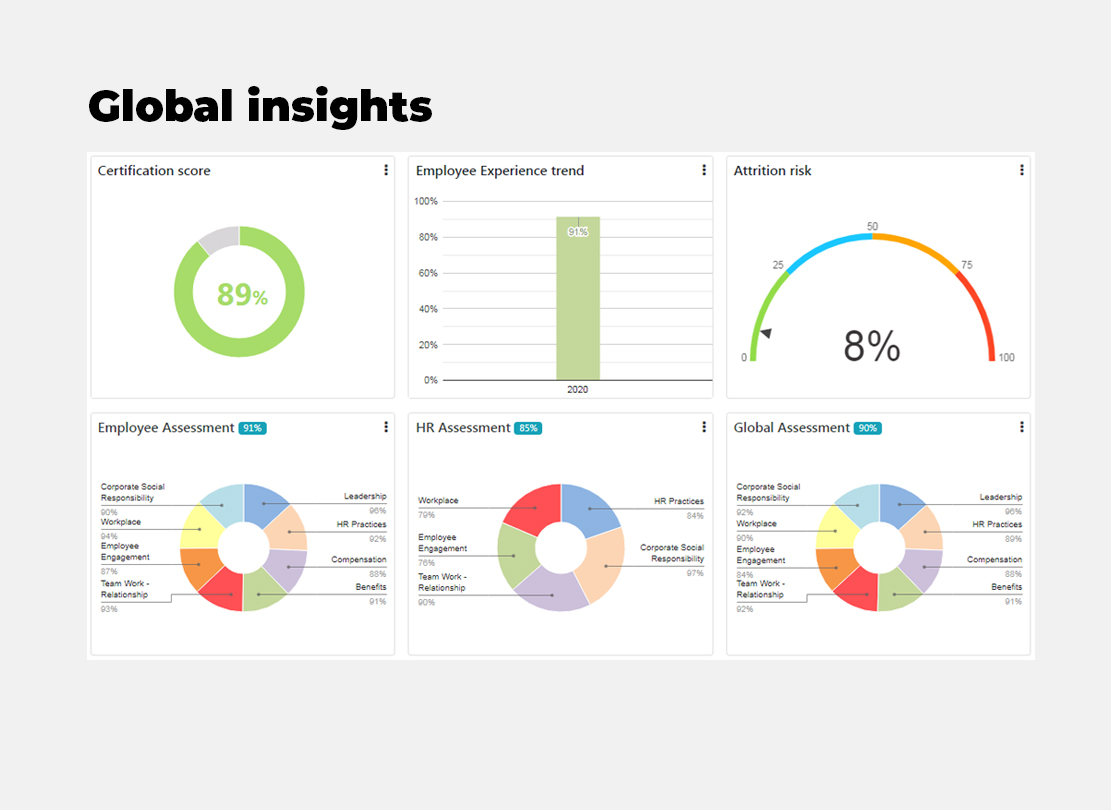 Global insights
Certification score
89%
Employee Experience trend
100%
80%
60%
40%
20%
0%
91%
2020
Attrition risk
0
25
50
75
100
8%
Employee Assessment 91%
Corporate Social
Responsibility
90%
Workplace
94%
Employee
Engagement
87%
Team Work -
Relationship
93%
Leadership
96%
HR Practices
92%
Compensation
88%
Benefits
91%
HR Assessment 85%
Workplace
79%
Employee
Engagement
76%
Team Work -
Relationship
90%
HR Practices
84%
Corporate Social
Responsibility
97%
Global Assessment 90%
Corporate Social
Responsibility
92%
Workplace
90%
Employee
Engagement
84%
Team Work -
Relationship
92%
Leadership
96%
HR Practices
89%
Compensation
88%
Benefits
91%